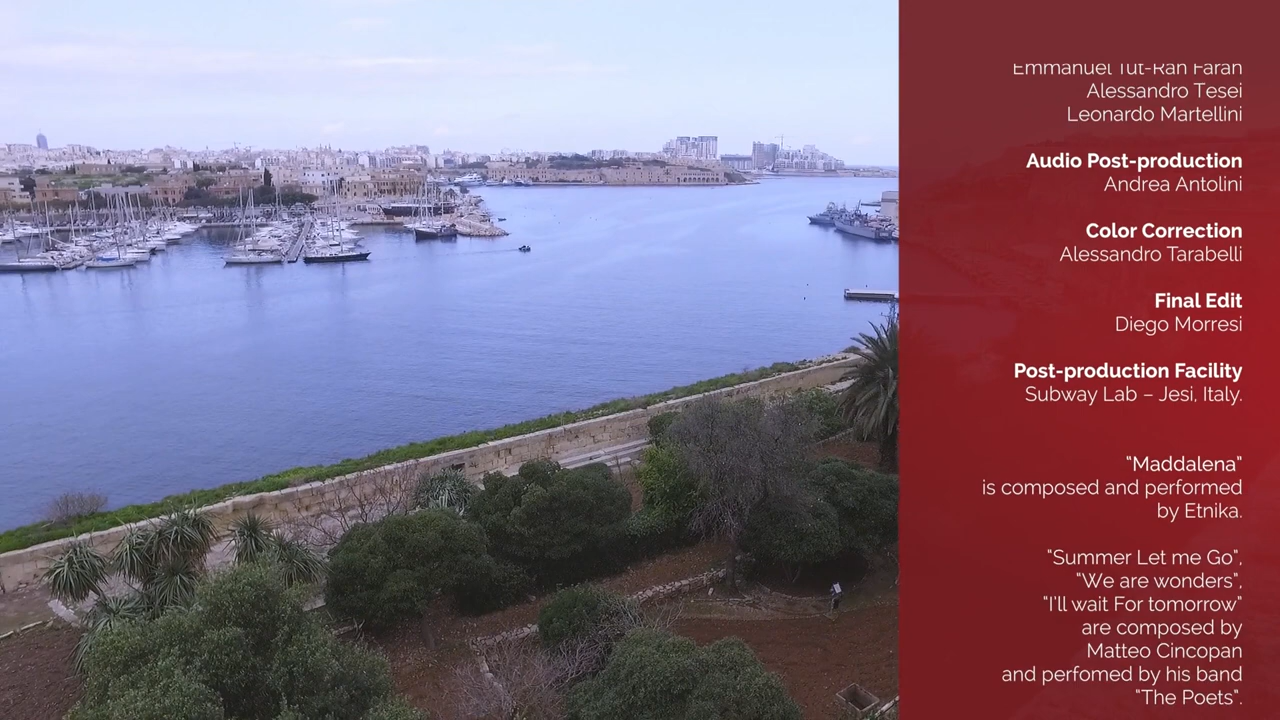 Emmanuel Tut-Rah Farah
Alessandro Tesei
Leonardo Martellini
Audio Post-production
Andrea Antolini
Color Correction
Alessandro Tarabelli
Final Edit
Diego Morresi
Post-production Facility
Subway Lab – Jesi, Italy.
"Maddalena"
is composed and performed
by Etnika.
"Summer Let me Go",
"We are wonders",
"I'll wait For tomorrow"
are composed by
Matteo Cincopan
and perfomed by his band
"The Poets".